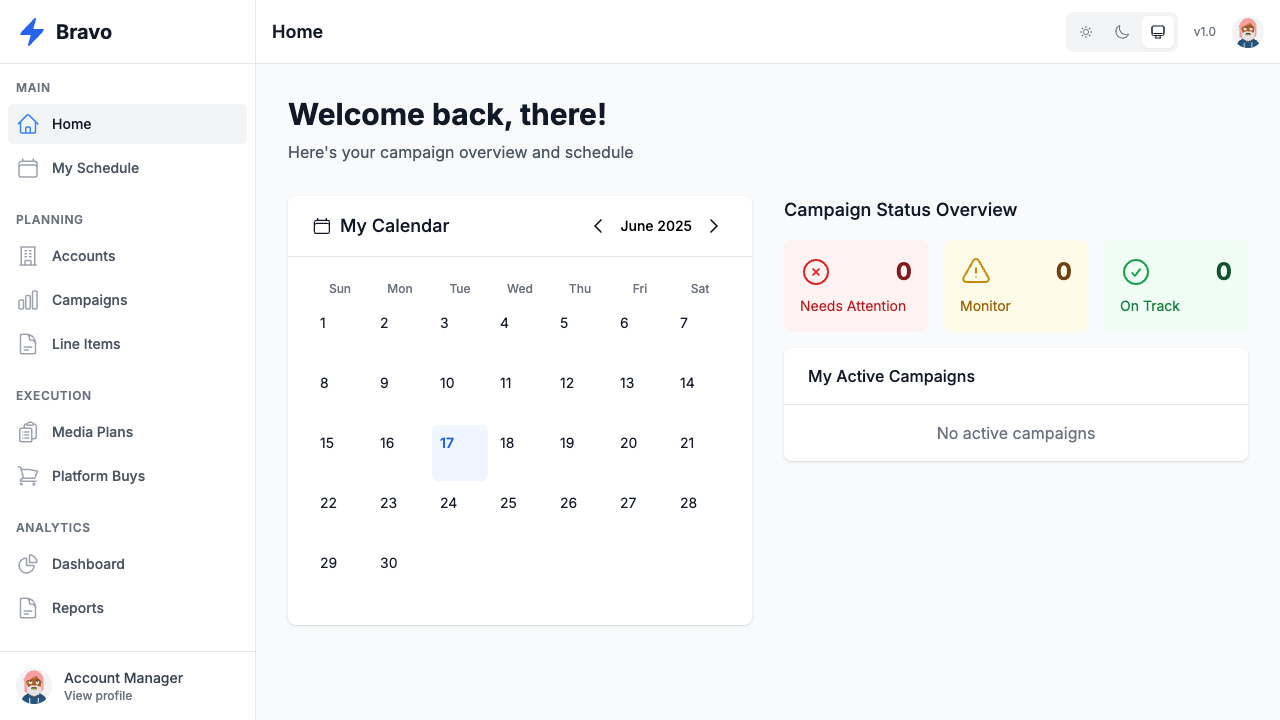 Bravo
MAIN
Home
My Schedule
PLANNING
Accounts
Campaigns
Line Items
EXECUTION
Media Plans
Platform Buys
ANALYTICS
Dashboard
Reports
Account Manager
View profile
Home
v1.0
Welcome back, there!
Here's your campaign overview and schedule
My Calendar
June 2025
Sun Mon Tue Wed Thu Fri Sat
1 2 3 4 5 6 7
8 9 10 11 12 13 14
15 16 17 18 19 20 21
22 23 24 25 26 27 28
29 30
Campaign Status Overview
0
Needs Attention
0
Monitor
0
On Track
My Active Campaigns
No active campaigns